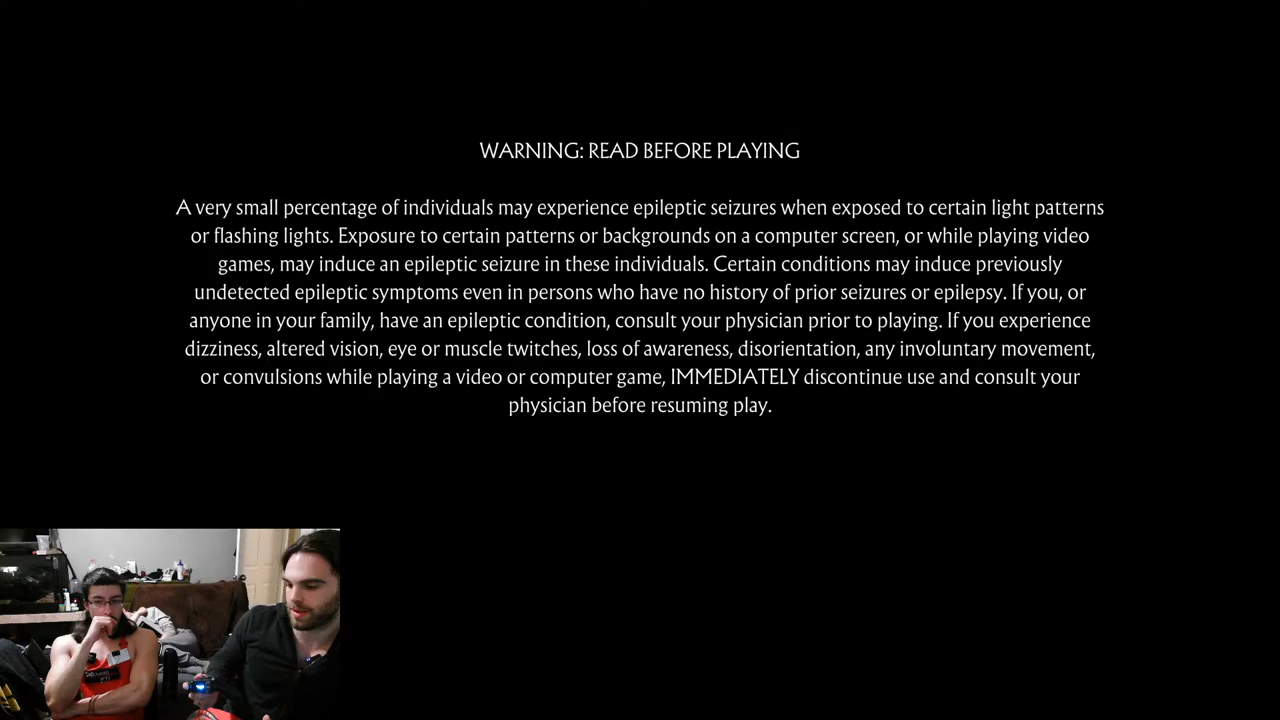 WARNING: READ BEFORE PLAYING
A very small percentage of individuals may experience epileptic seizures when exposed to certain light patterns
or flashing lights. Exposure to certain patterns or backgrounds on a computer screen, or while playing video
games, may induce an epileptic seizure in these individuals. Certain conditions may induce previously
undetected epileptic symptoms even in persons who have no history of prior seizures or epilepsy. If you, or
anyone in your family, have an epileptic condition, consult your physician prior to playing. If you experience
dizziness, altered vision, eye or muscle twitches, loss of awareness, disorientation, any involuntary movement,
or convulsions while playing a video or computer game, IMMEDIATELY discontinue use and consult your
physician before resuming play.